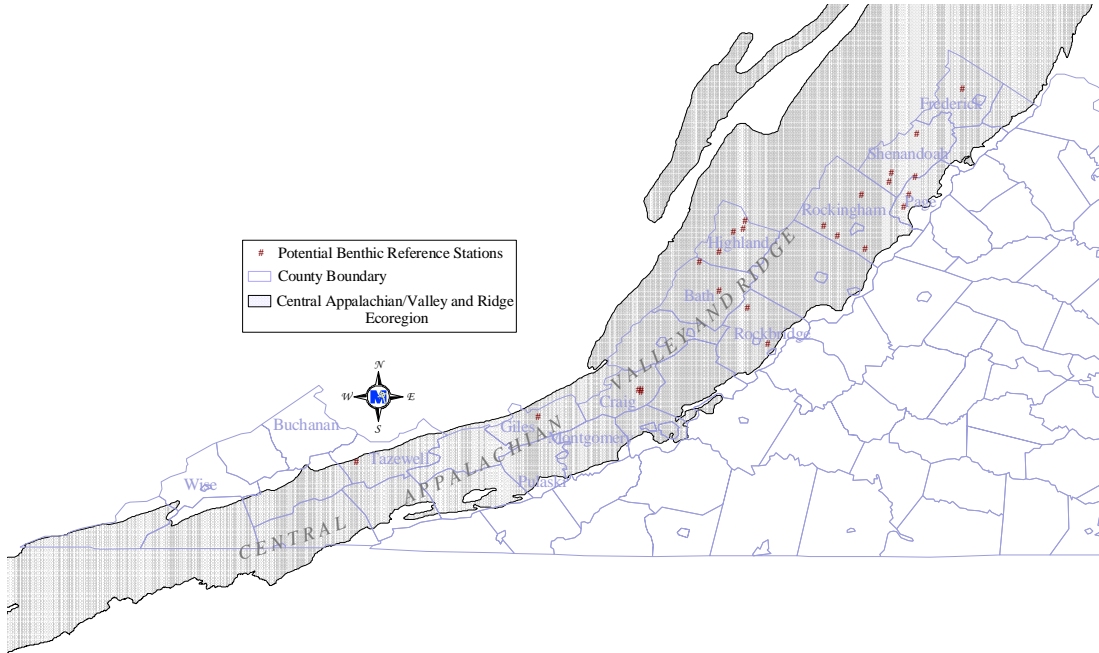 Frederick
Shenandoah
Page
Rockingham
Highland
VALLEY AND RIDGE
# Potential Benthic Reference Stations
County Boundary
Central Appalachian/Valley and Ridge
Ecoregion
Bath
Rockbridge
N
W M E
S
Craig
Buchanan
Giles
Montgomery
APPALACHIAN
Tazewell
Wise
Pulaski
CENTRAL